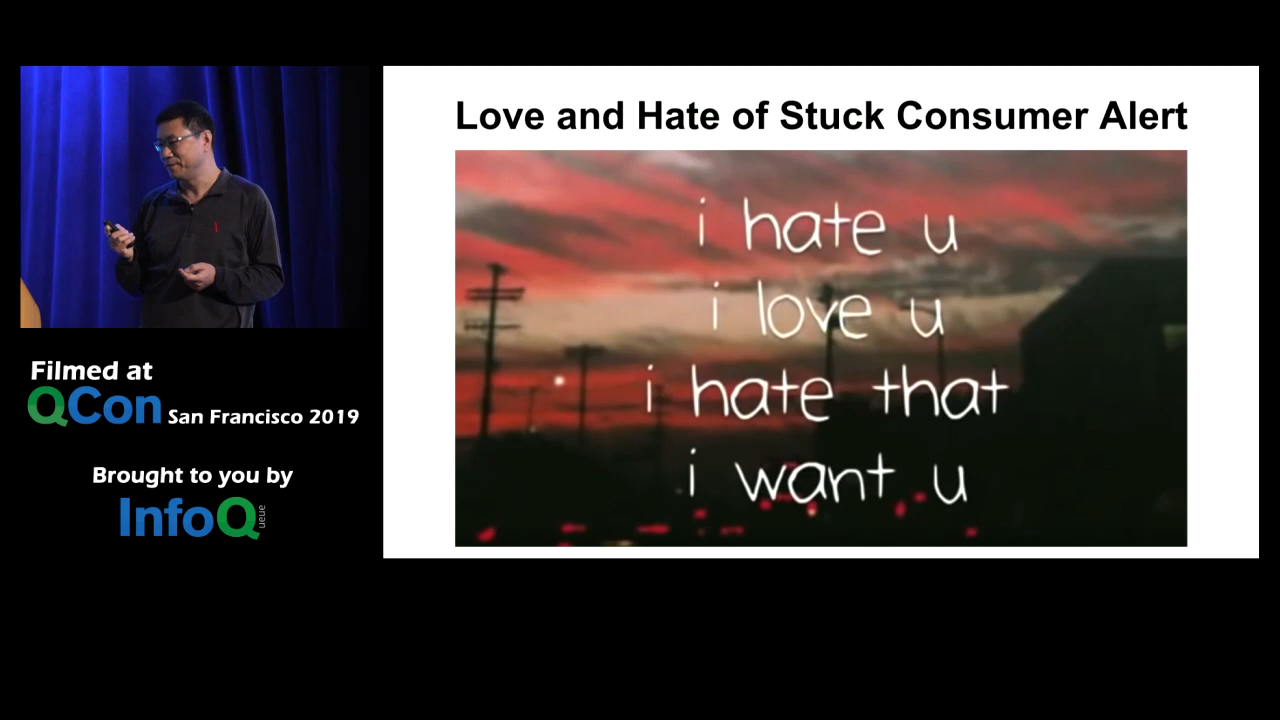 Love and Hate of Stuck Consumer Alert
i hate u
i love u
i hate that
i want u
Filmed at
QCon San Francisco 2019
Brought to you by
InfoQ
ueue